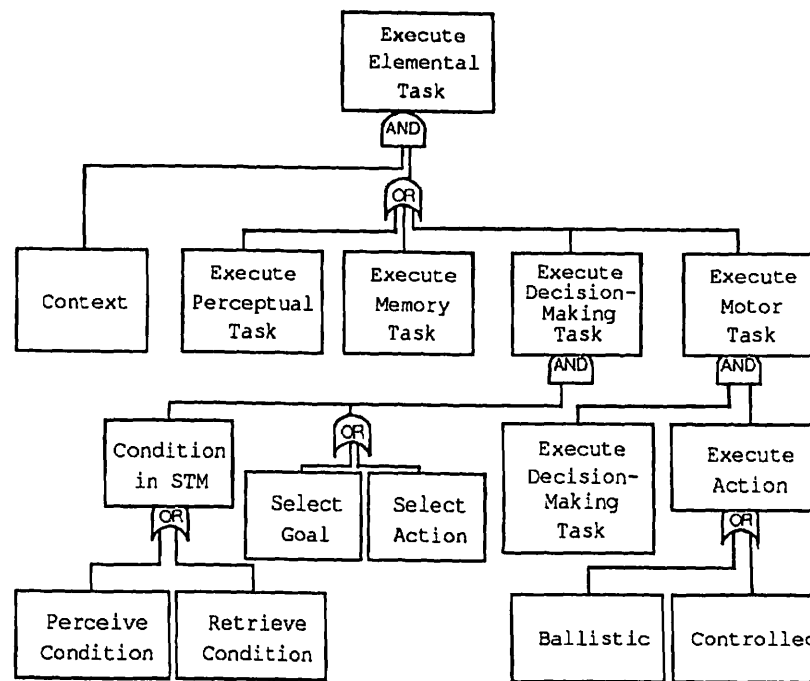 Execute
Elemental
Task
AND
OR
Context
Execute
Perceptual
Task
Execute
Memory
Task
Execute
Decision-
Making
Task
Execute
Motor
Task
AND
AND
Condition
in STM
OR
Select
Goal
Select
Action
Execute
Decision-
Making
Task
Execute
Action
OR
OR
Perceive
Condition
Retrieve
Condition
Ballistic
Controlled